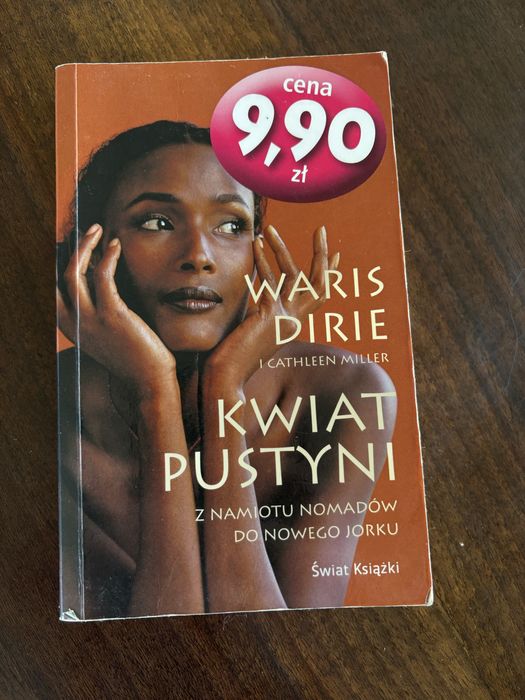 cena
9,90
zł
WARIS
DIRIE
I CATHLEEN MILLER
KWIAT
PUSTYNI
Z NAMIOTU NOMADÓW
DO NOWEGO JORKU
Świat Książki